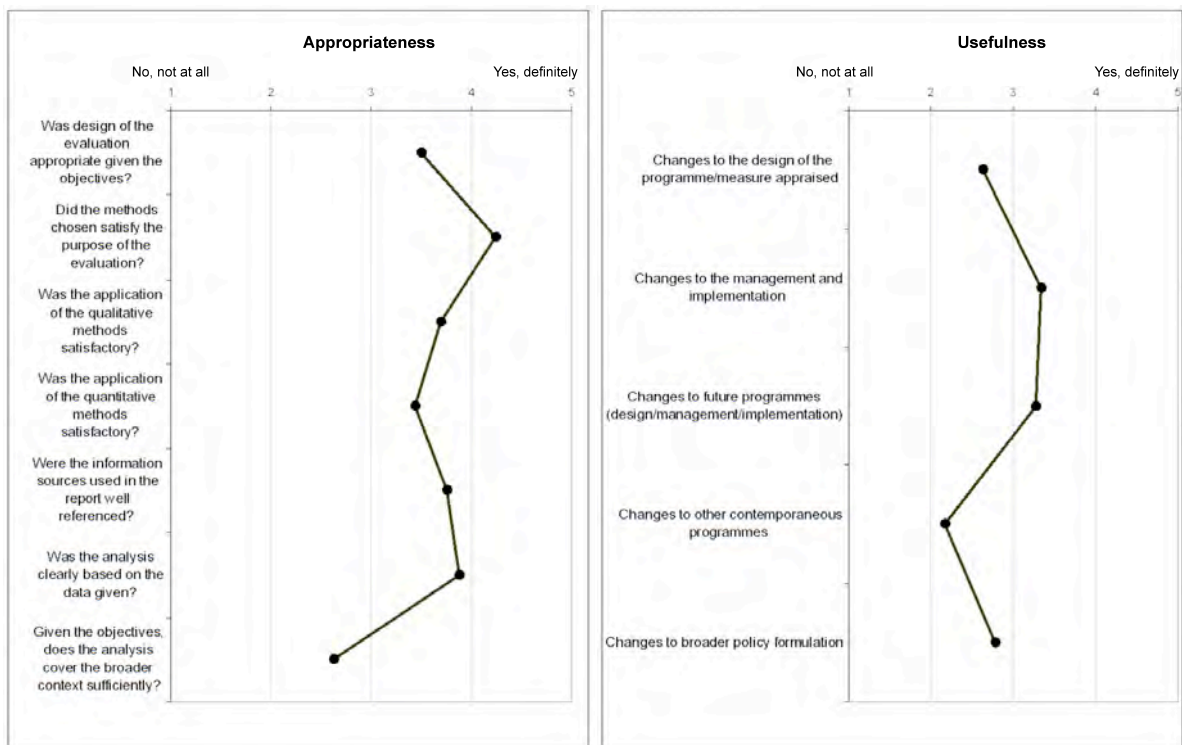 Appropriateness
No, not at all
Yes, definitely
1 2 3 4 5
Was design of the
evaluation
appropriate given the
objectives?
Did the methods
chosen satisfy the
purpose of the
evaluation?
Was the application
of the qualitative
methods
satisfactory?
Was the application
of the quantitative
methods
satisfactory?
Were the information
sources used in the
report well
referenced?
Was the analysis
clearly based on the
data given?
Given the objectives,
does the analysis
cover the broader
context sufficiently?
Usefulness
No, not at all
Yes, definitely
1 2 3 4 5
Changes to the design of the
programme/measure appraised
Changes to the management and
implementation
Changes to future programmes
(design/management/implementation)
Changes to other contemporaneous
programmes
Changes to broader policy formulation